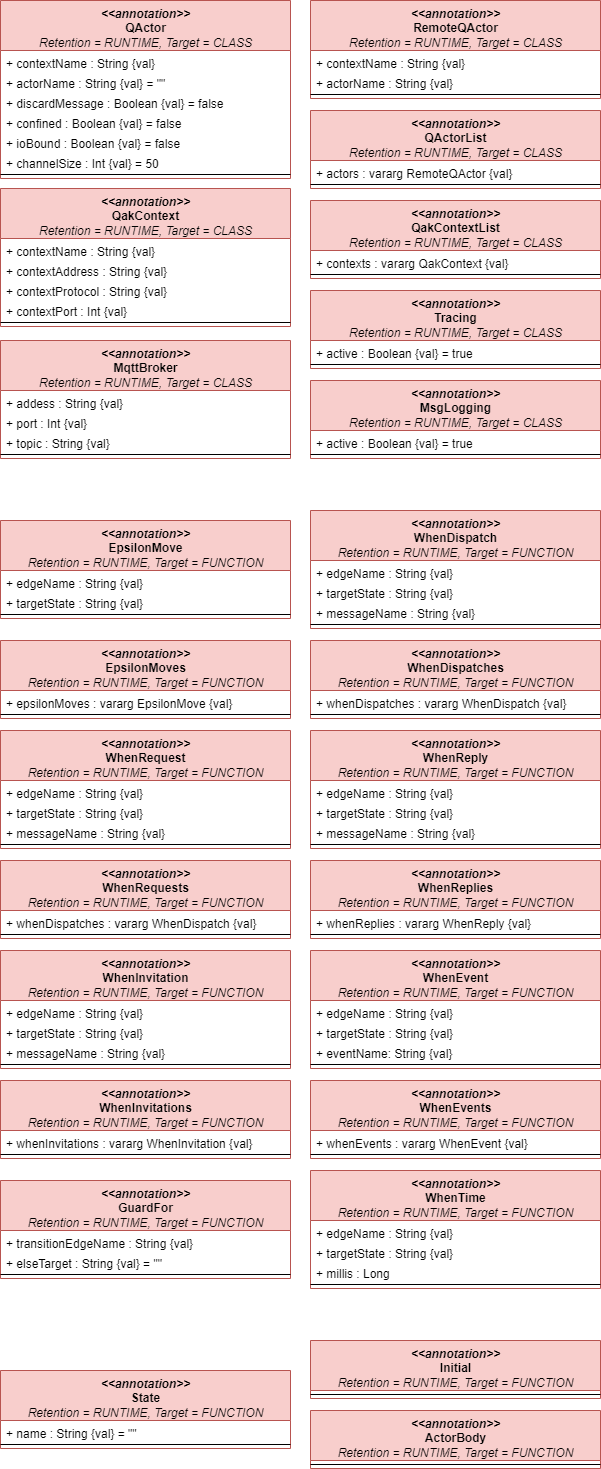 <<annotation>>
QActor
Retention = RUNTIME, Target = CLASS
+ contextName : String {val}
+ actorName : String {val} = ""
+ discardMessage : Boolean {val} = false
+ confined : Boolean {val} = false
+ ioBound : Boolean {val} = false
+ channelSize : Int {val} = 50
<<annotation>>
RemoteQActor
Retention = RUNTIME, Target = CLASS
+ contextName : String {val}
+ actorName : String {val}
<<annotation>>
QActorList
Retention = RUNTIME, Target = CLASS
+ actors : vararg RemoteQActor {val}
<<annotation>>
QakContext
Retention = RUNTIME, Target = CLASS
+ contextName : String {val}
+ contextAddress : String {val}
+ contextProtocol : String {val}
+ contextPort : Int {val}
<<annotation>>
QakContextList
Retention = RUNTIME, Target = CLASS
+ contexts : vararg QakContext {val}
<<annotation>>
Tracing
Retention = RUNTIME, Target = CLASS
+ active : Boolean {val} = true
<<annotation>>
MqttBroker
Retention = RUNTIME, Target = CLASS
+ addess : String {val}
+ port : Int {val}
+ topic : String {val}
<<annotation>>
MsgLogging
Retention = RUNTIME, Target = CLASS
+ active : Boolean {val} = true
<<annotation>>
EpsilonMove
Retention = RUNTIME, Target = FUNCTION
+ edgeName : String {val}
+ targetState : String {val}
<<annotation>>
WhenDispatch
Retention = RUNTIME, Target = FUNCTION
+ edgeName : String {val}
+ targetState : String {val}
+ messageName : String {val}
<<annotation>>
EpsilonMoves
Retention = RUNTIME, Target = FUNCTION
+ epsilonMoves : vararg EpsilonMove {val}
<<annotation>>
WhenDispatches
Retention = RUNTIME, Target = FUNCTION
+ whenDispatches : vararg WhenDispatch {val}
<<annotation>>
WhenRequest
Retention = RUNTIME, Target = FUNCTION
+ edgeName : String {val}
+ targetState : String {val}
+ messageName : String {val}
<<annotation>>
WhenReply
Retention = RUNTIME, Target = FUNCTION
+ edgeName : String {val}
+ targetState : String {val}
+ messageName : String {val}
<<annotation>>
WhenRequests
Retention = RUNTIME, Target = FUNCTION
+ whenDispatches : vararg WhenDispatch {val}
<<annotation>>
WhenReplies
Retention = RUNTIME, Target = FUNCTION
+ whenReplies : vararg WhenReply {val}
<<annotation>>
WhenInvitation
Retention = RUNTIME, Target = FUNCTION
+ edgeName : String {val}
+ targetState : String {val}
+ messageName : String {val}
<<annotation>>
WhenEvent
Retention = RUNTIME, Target = FUNCTION
+ edgeName : String {val}
+ targetState : String {val}
+ eventName: String {val}
<<annotation>>
WhenInvitations
Retention = RUNTIME, Target = FUNCTION
+ whenInvitations : vararg WhenInvitation {val}
<<annotation>>
WhenEvents
Retention = RUNTIME, Target = FUNCTION
+ whenEvents : vararg WhenEvent {val}
<<annotation>>
GuardFor
Retention = RUNTIME, Target = FUNCTION
+ transitionEdgeName : String {val}
+ elseTarget : String {val} = ""
<<annotation>>
WhenTime
Retention = RUNTIME, Target = FUNCTION
+ edgeName : String {val}
+ targetState : String {val}
+ millis : Long
<<annotation>>
State
Retention = RUNTIME, Target = FUNCTION
+ name : String {val} = ""
<<annotation>>
Initial
Retention = RUNTIME, Target = FUNCTION
<<annotation>>
ActorBody
Retention = RUNTIME, Target = FUNCTION